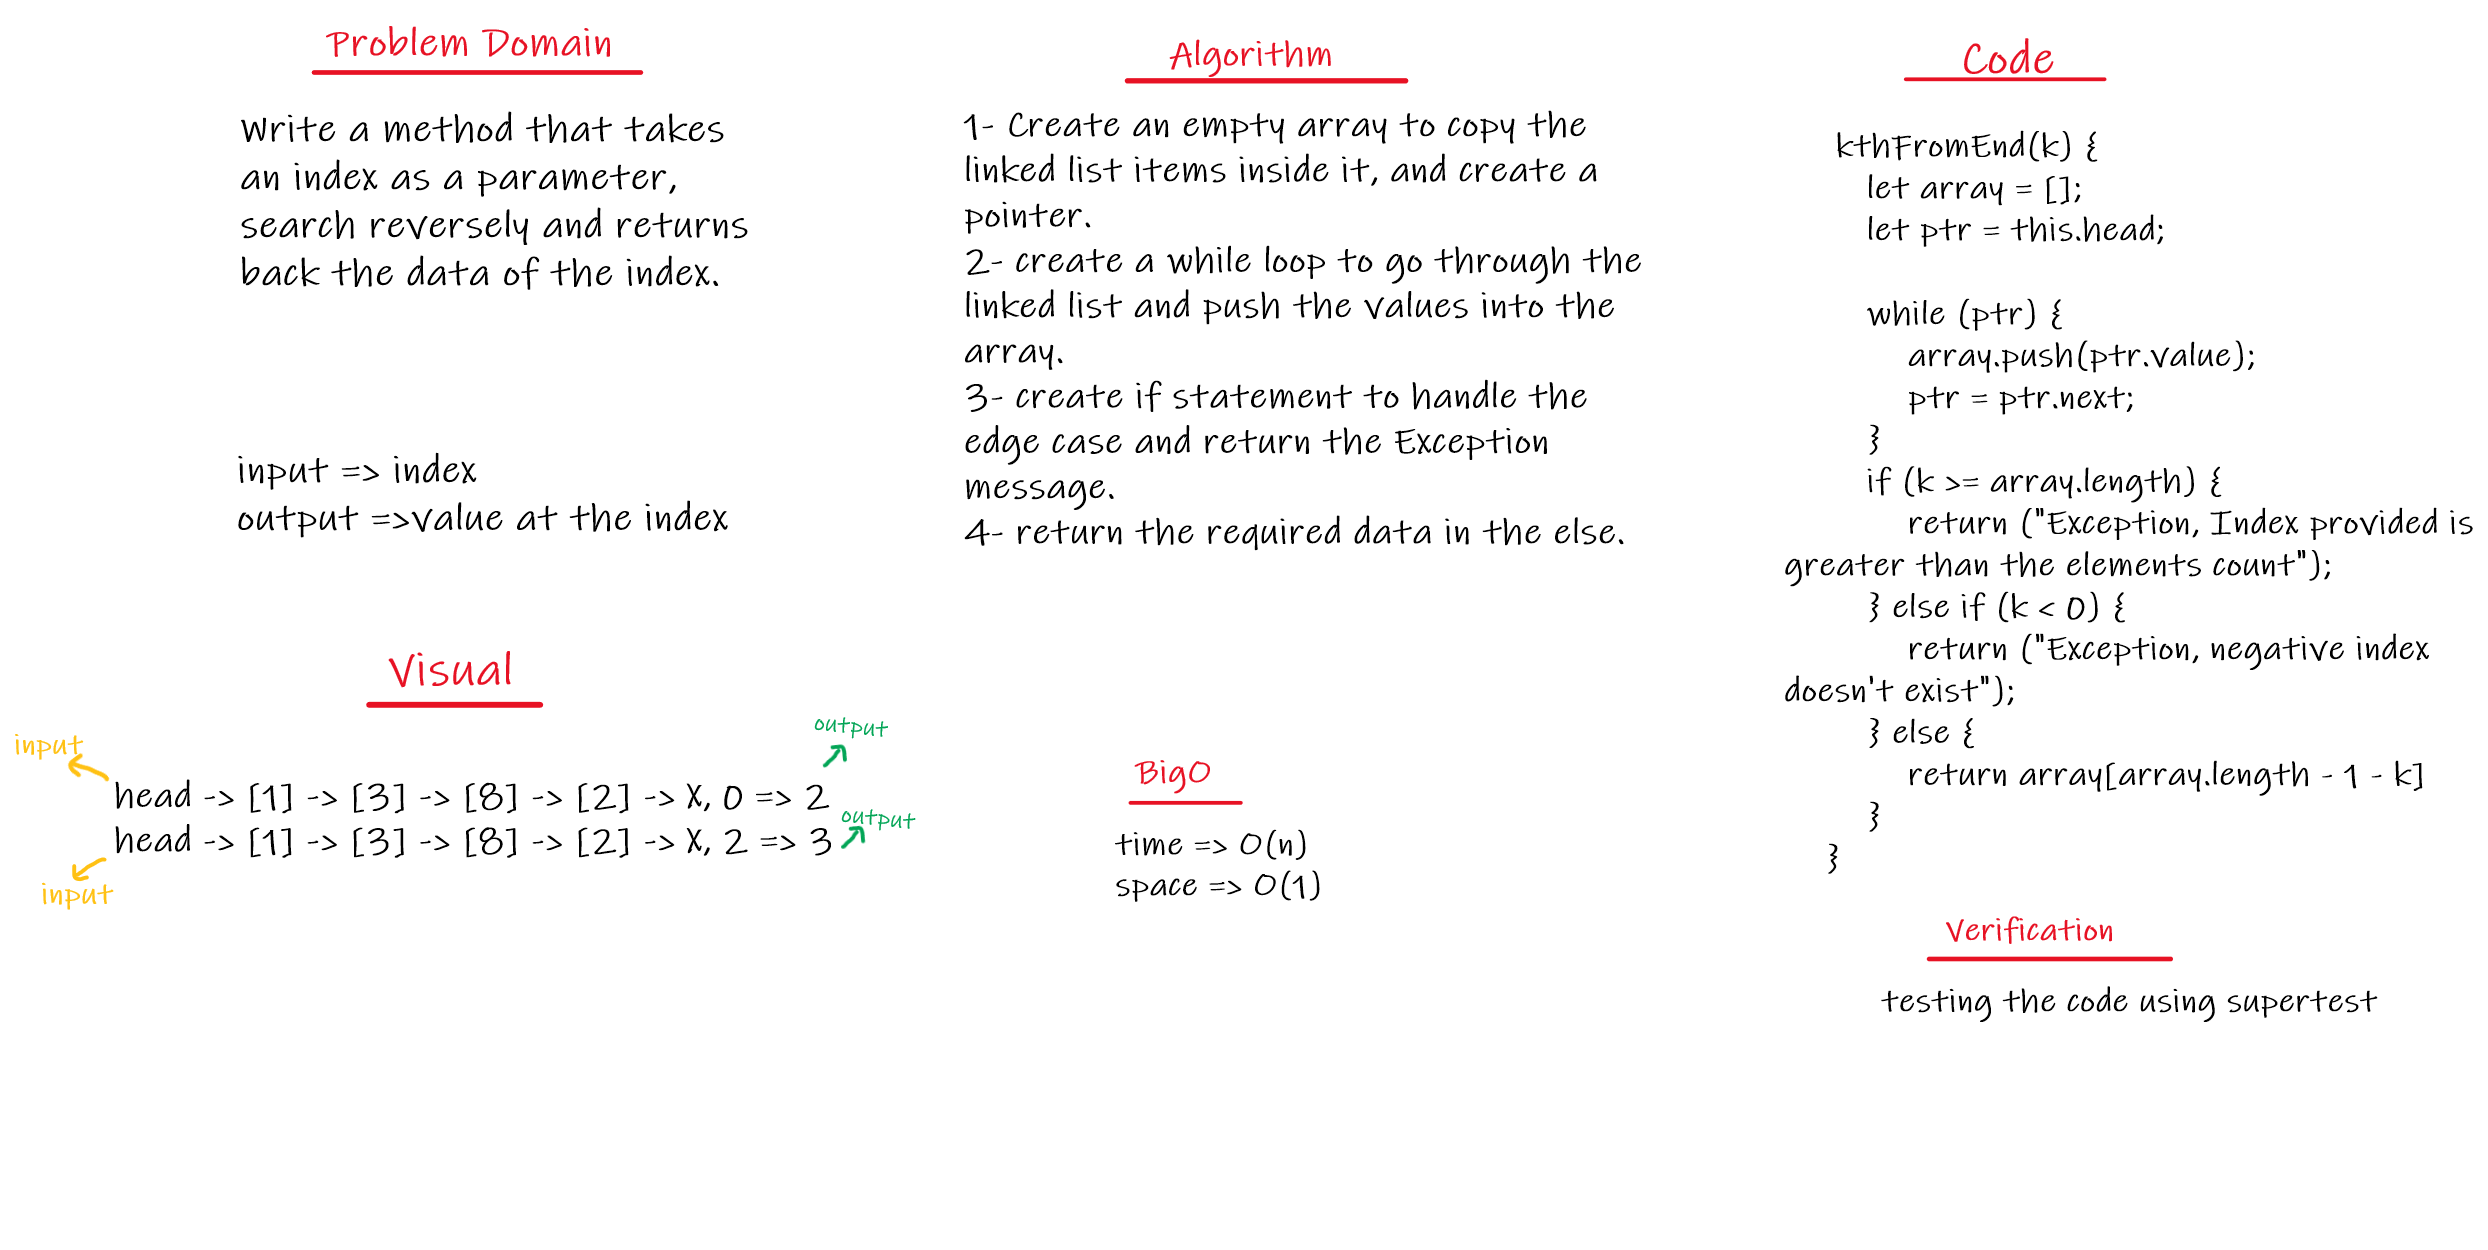 Problem Domain
Write a method that takes
an index as a parameter,
search reversely and returns
back the data of the index.
input => index
output =>value at the index
Visual
input
output
head -> [1] -> [3] -> [8] -> [2] -> X, 0 => 2
head -> [1] -> [3] -> [8] -> [2] -> X, 2 => 3
output
input
Algorithm
1- Create an empty array to copy the
linked list items inside it, and create a
pointer.
2- create a while loop to go through the
linked list and push the values into the
array.
3- create if statement to handle the
edge case and return the Exception
message.
4- return the required data in the else.
BigO
time => O(n)
space => O(1)
Code
kthFromEnd(k) {
let array = [];
let ptr = this.head;
while (ptr) {
array.push(ptr.value);
ptr = ptr.next;
}
if (k >= array.length) {
return ("Exception, Index provided is
greater than the elements count");
} else if (k < 0) {
return ("Exception, negative index
doesn't exist");
} else {
return array[array.length - 1 - k]
}
}
Verification
testing the code using supertest